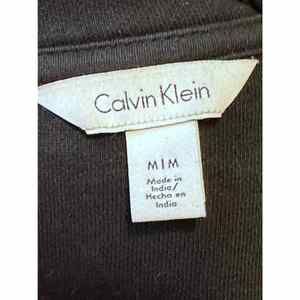 Calvin Klein
M|M
Made in
India/
Hecho en
India